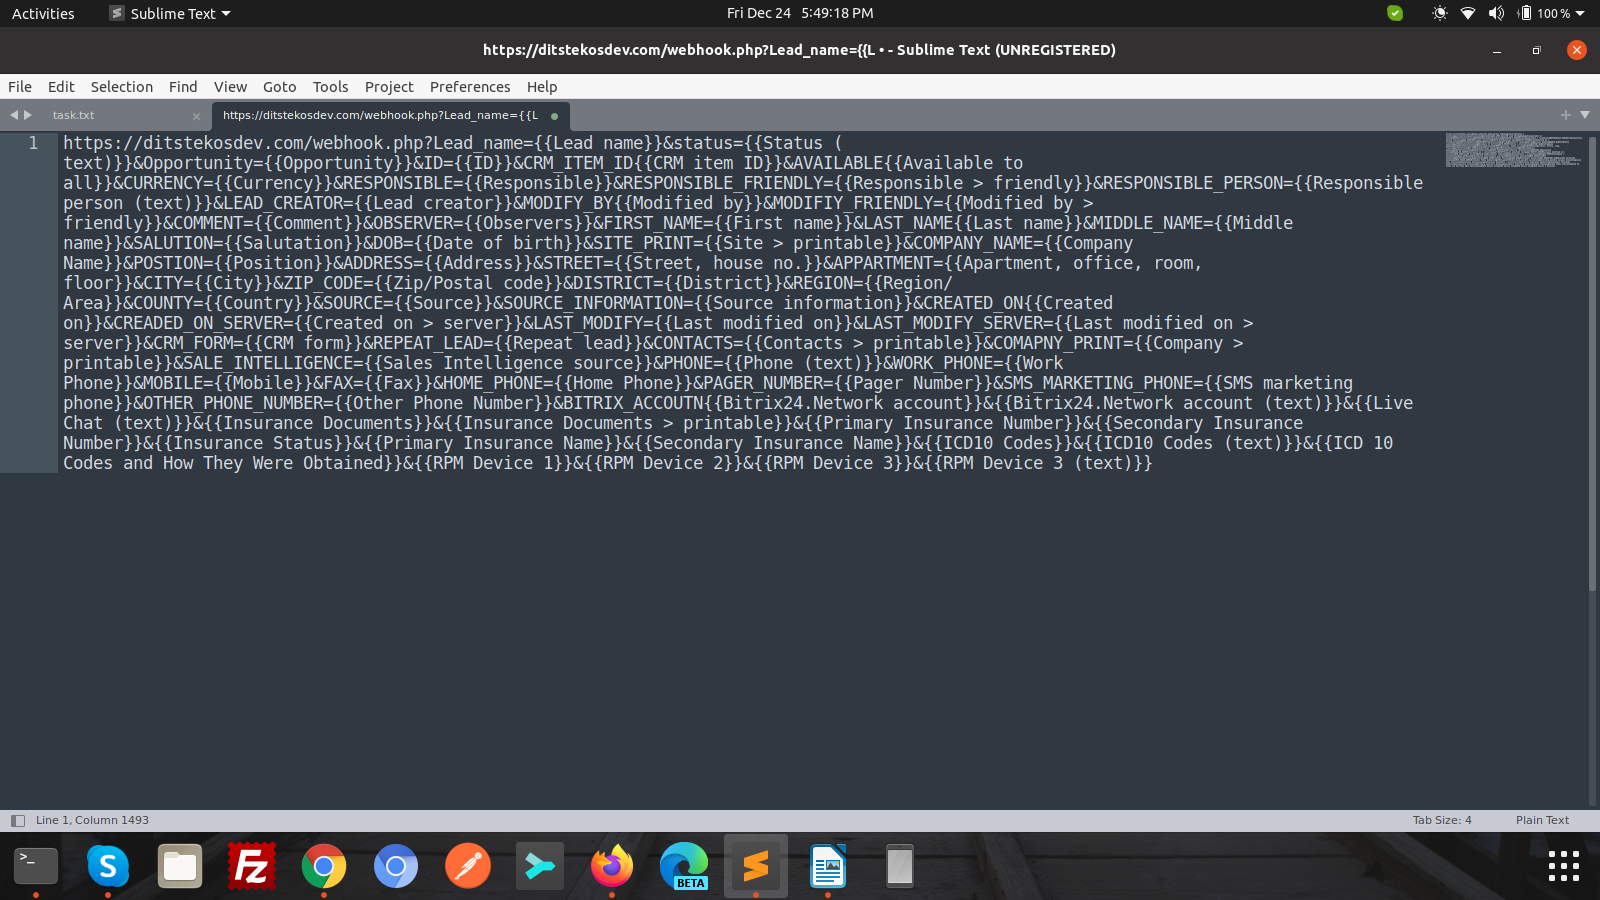 Activities
Sublime Text
Fri Dec 24 5:49:18 PM
100 %
https://ditstekosdev.com/webhook.php?Lead_name={{L • - Sublime Text (UNREGISTERED)
File Edit Selection Find View Goto Tools Project Preferences Help
task.txt
https://ditstekosdev.com/webhook.php?Lead_name={{L
1
https://ditstekosdev.com/webhook.php?Lead_name={{Lead name}}&status={{Status (
text)}}&Opportunity={{Opportunity}}&ID={{ID}}&CRM_ITEM_ID{{CRM item ID}}&AVAILABLE{{Available to
all}}&CURRENCY={{Currency}}&RESPONSIBLE={{Responsible}}&RESPONSIBLE_FRIENDLY={{Responsible > friendly}}&RESPONSIBLE_PERSON={{Responsible
person (text)}}&LEAD_CREATOR={{Lead creator}}&MODIFY_BY{{Modified by}}&MODIFIY_FRIENDLY={{Modified by >
friendly}}&COMMENT={{Comment}}&OBSERVER={{Observers}}&FIRST_NAME={{First name}}&LAST_NAME{{Last name}}&MIDDLE_NAME={{Middle
name}}&SALUTION={{Salutation}}&DOB={{Date of birth}}&SITE_PRINT={{Site > printable}}&COMPANY_NAME={{Company
Name}}&POSTION={{Position}}&ADDRESS={{Address}}&STREET={{Street, house no.}}&APPARTMENT={{Apartment, office, room,
floor}}&CITY={{City}}&ZIP_CODE={{Zip/Postal code}}&DISTRICT={{District}}&REGION={{Region/
Area}}&COUNTY={{Country}}&SOURCE={{Source}}&SOURCE_INFORMATION={{Source information}}&CREATED_ON{{Created
on}}&CREADED_ON_SERVER={{Created on > server}}&LAST_MODIFY={{Last modified on}}&LAST_MODIFY_SERVER={{Last modified on >
server}}&CRM_FORM={{CRM form}}&REPEAT_LEAD={{Repeat lead}}&CONTACTS={{Contacts > printable}}&COMAPNY_PRINT={{Company >
printable}}&SALE_INTELLIGENCE={{Sales Intelligence source}}&PHONE={{Phone (text)}}&WORK_PHONE={{Work
Phone}}&MOBILE={{Mobile}}&FAX={{Fax}}&HOME_PHONE={{Home Phone}}&PAGER_NUMBER={{Pager Number}}&SMS_MARKETING_PHONE={{SMS marketing
phone}}&OTHER_PHONE_NUMBER={{Other Phone Number}}&BITRIX_ACCOUTN{{Bitrix24.Network account}}&{{Bitrix24.Network account (text)}}&{{Live
Chat (text)}}&{{Insurance Documents}}&{{Insurance Documents > printable}}&{{Primary Insurance Number}}&{{Secondary Insurance
Number}}&{{Insurance Status}}&{{Primary Insurance Name}}&{{Secondary Insurance Name}}&{{ICD10 Codes}}&{{ICD10 Codes (text)}}&{{ICD 10
Codes and How They Were Obtained}}&{{RPM Device 1}}&{{RPM Device 2}}&{{RPM Device 3}}&{{RPM Device 3 (text)}}
Line 1, Column 1493
Tab Size: 4
Plain Text
BETA